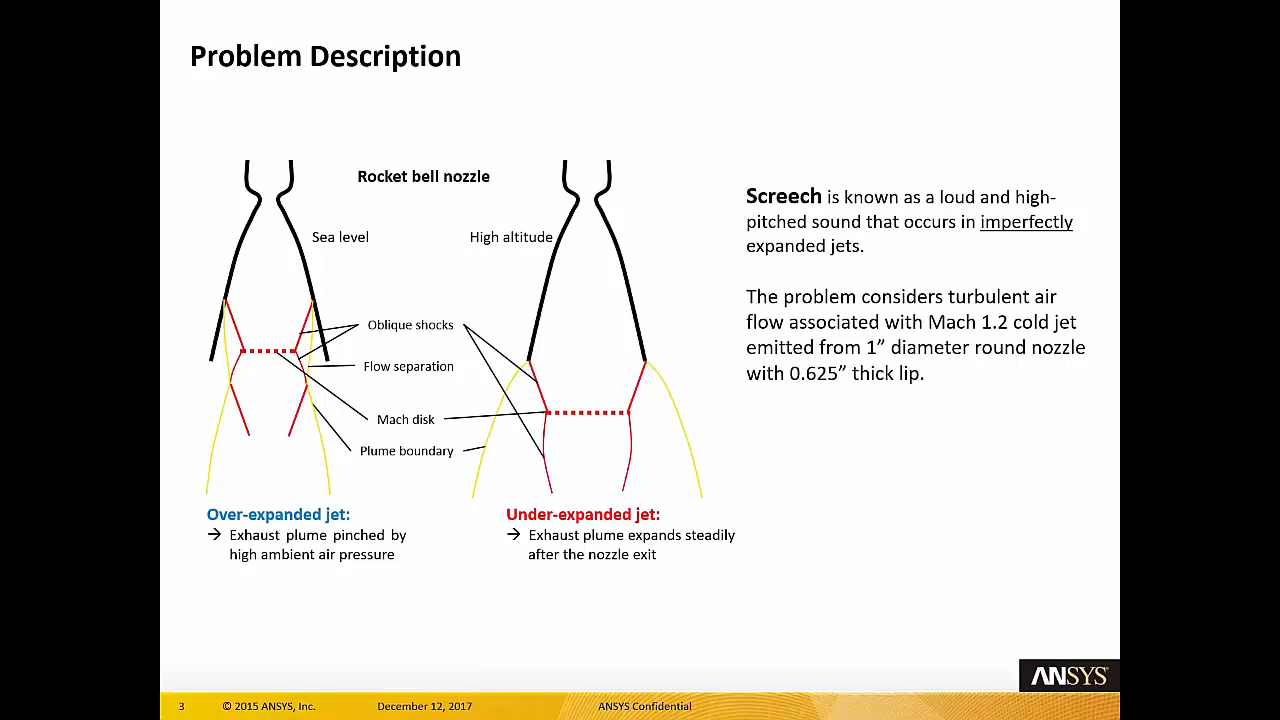 Problem Description
Rocket bell nozzle
Sea level
High altitude
Oblique shocks
Flow separation
Mach disk
Plume boundary
Over-expanded jet:
→ Exhaust plume pinched by
high ambient air pressure
Under-expanded jet:
→ Exhaust plume expands steadily
after the nozzle exit
Screech is known as a loud and high-
pitched sound that occurs in imperfectly
expanded jets.
The problem considers turbulent air
flow associated with Mach 1.2 cold jet
emitted from 1” diameter round nozzle
with 0.625” thick lip.
ANSYS
3 © 2015 ANSYS, Inc. December 12, 2017 ANSYS Confidential